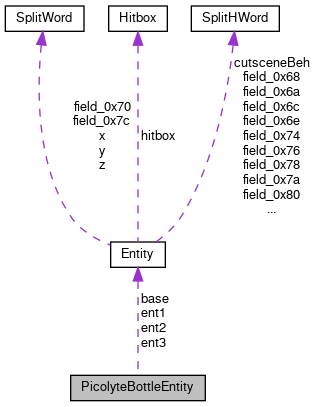 SplitWord
Hitbox
SplitHWord
field_0x70
field_0x7c
x
y
z
hitbox
cutsceneBeh
field_0x68
field_0x6a
field_0x6c
field_0x6e
field_0x74
field_0x76
field_0x78
field_0x7a
field_0x80
...
Entity
base
ent1
ent2
ent3
PicolyteBottleEntity